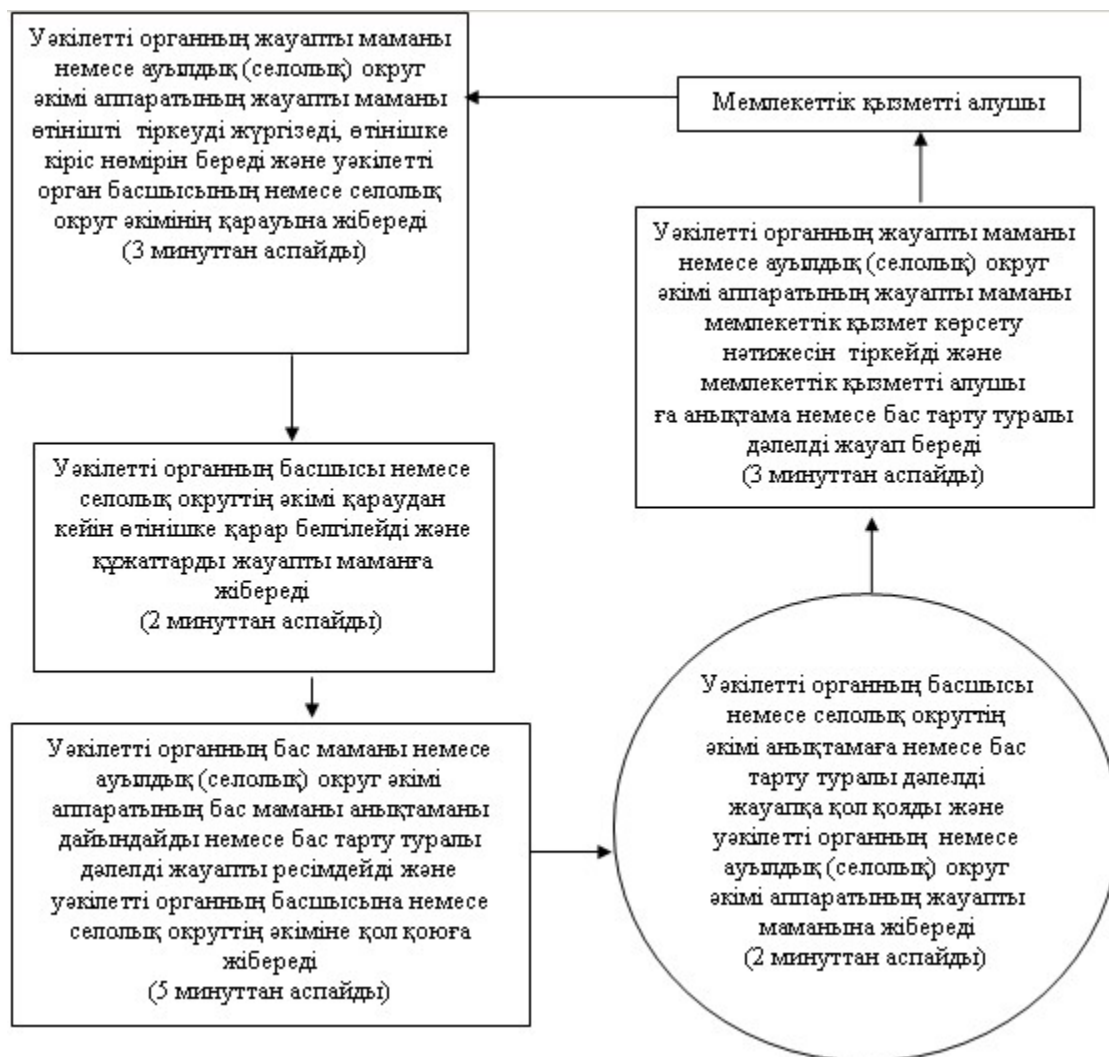 Уәкілетті органның жауапты маманы
немесе ауылдық (селолық) округ
әкімі аппаратының жауапты маманы
өтінішті тіркеуді жүргізеді, өтінішке
кіріс нөмірін береді және уәкілетті
орган басшысының немесе селолық
округ әкімінің қарауына жібереді
(3 минуттан аспайды)
Мемлекеттік қызметті алушы
Уәкілетті органның жауапты маманы
немесе ауылдық (селолық) округ
әкімі аппаратының жауапты маманы
мемлекеттік қызмет көрсету
нәтижесін тіркейді және
мемлекеттік қызметті алушы
ға анықтама немесе бас тарту туралы
дәлелді жауап береді
(3 минуттан аспайды)
Уәкілетті органның басшысы немесе
селолық округтің әкімі қараудан
кейін өтінішке қарар белгілейді және
құжаттарды жауапты маманға
жібереді
(2 минуттан аспайды)
Уәкілетті органның бас маманы немесе
ауылдық (селолық) округ әкімі
аппаратының бас маманы анықтаманы
дайындайды немесе бас тарту туралы
дәлелді жауапты ресімдейді және
уәкілетті органның басшысына немесе
селолық округтің әкіміне қол қоюға
жібереді
(5 минуттан аспайды)
Уәкілетті органның басшысы
немесе селолық округтің
әкімі анықтамаға немесе бас
тарту туралы дәлелді
жауапқа қол қояды және
уәкілетті органның немесе
ауылдық (селолық) округ
әкімі аппаратының жауапты
маманына жібереді
(2 минуттан аспайды)